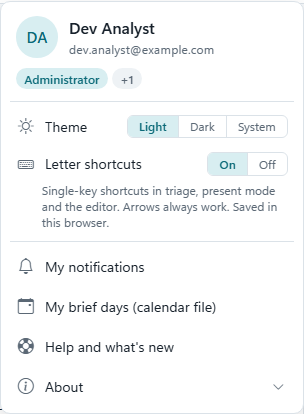 DA
Dev Analyst
dev.analyst@example.com
Administrator +1
Theme Light Dark System
Letter shortcuts On Off
Single-key shortcuts in triage, present mode
and the editor. Arrows always work. Saved in
this browser.
My notifications
My brief days (calendar file)
Help and what's new
About